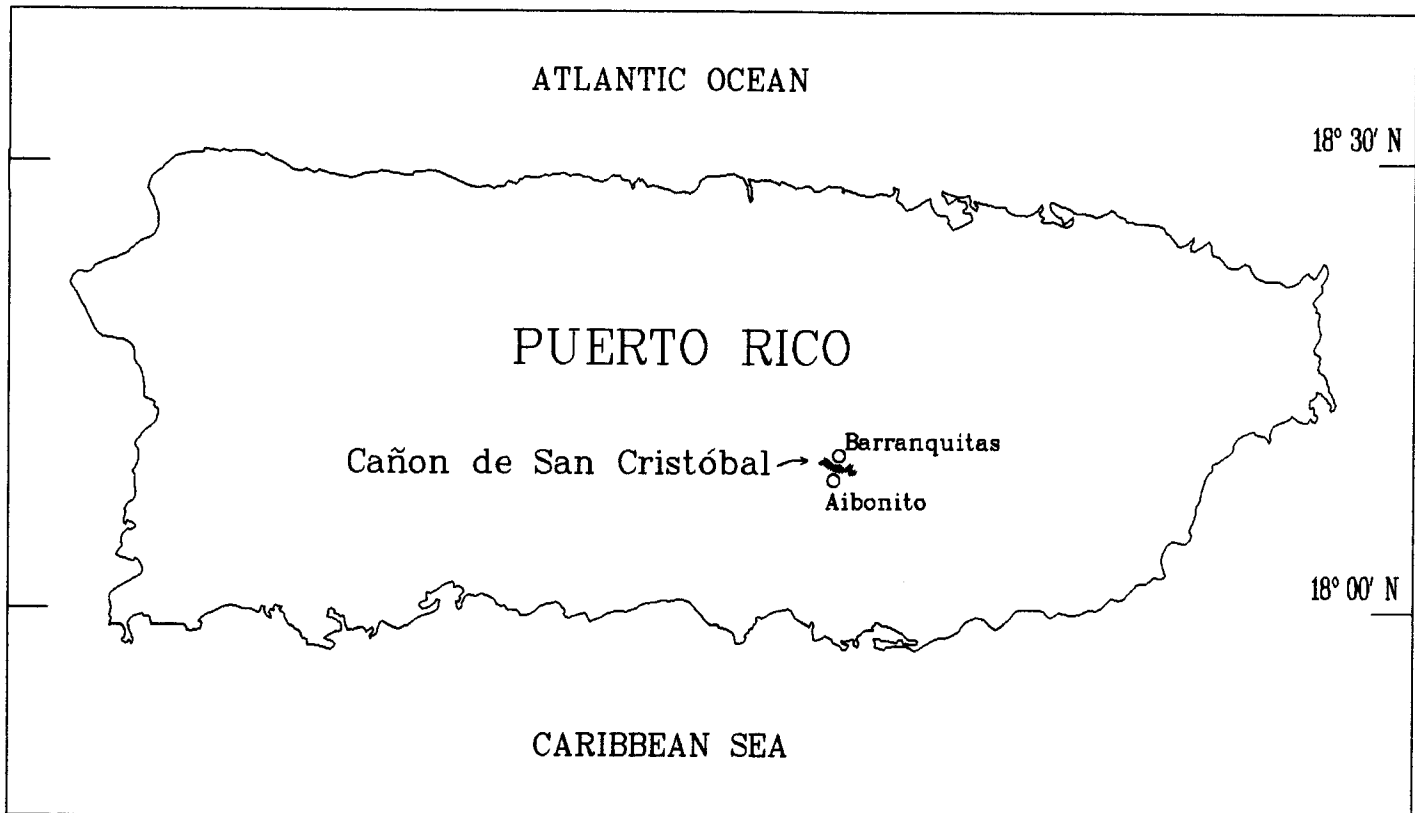 ATLANTIC OCEAN
18° 30′ N
PUERTO RICO
Barranquitas
Cañon de San Cristóbal
Aibonito
18° 00′ N
CARIBBEAN SEA